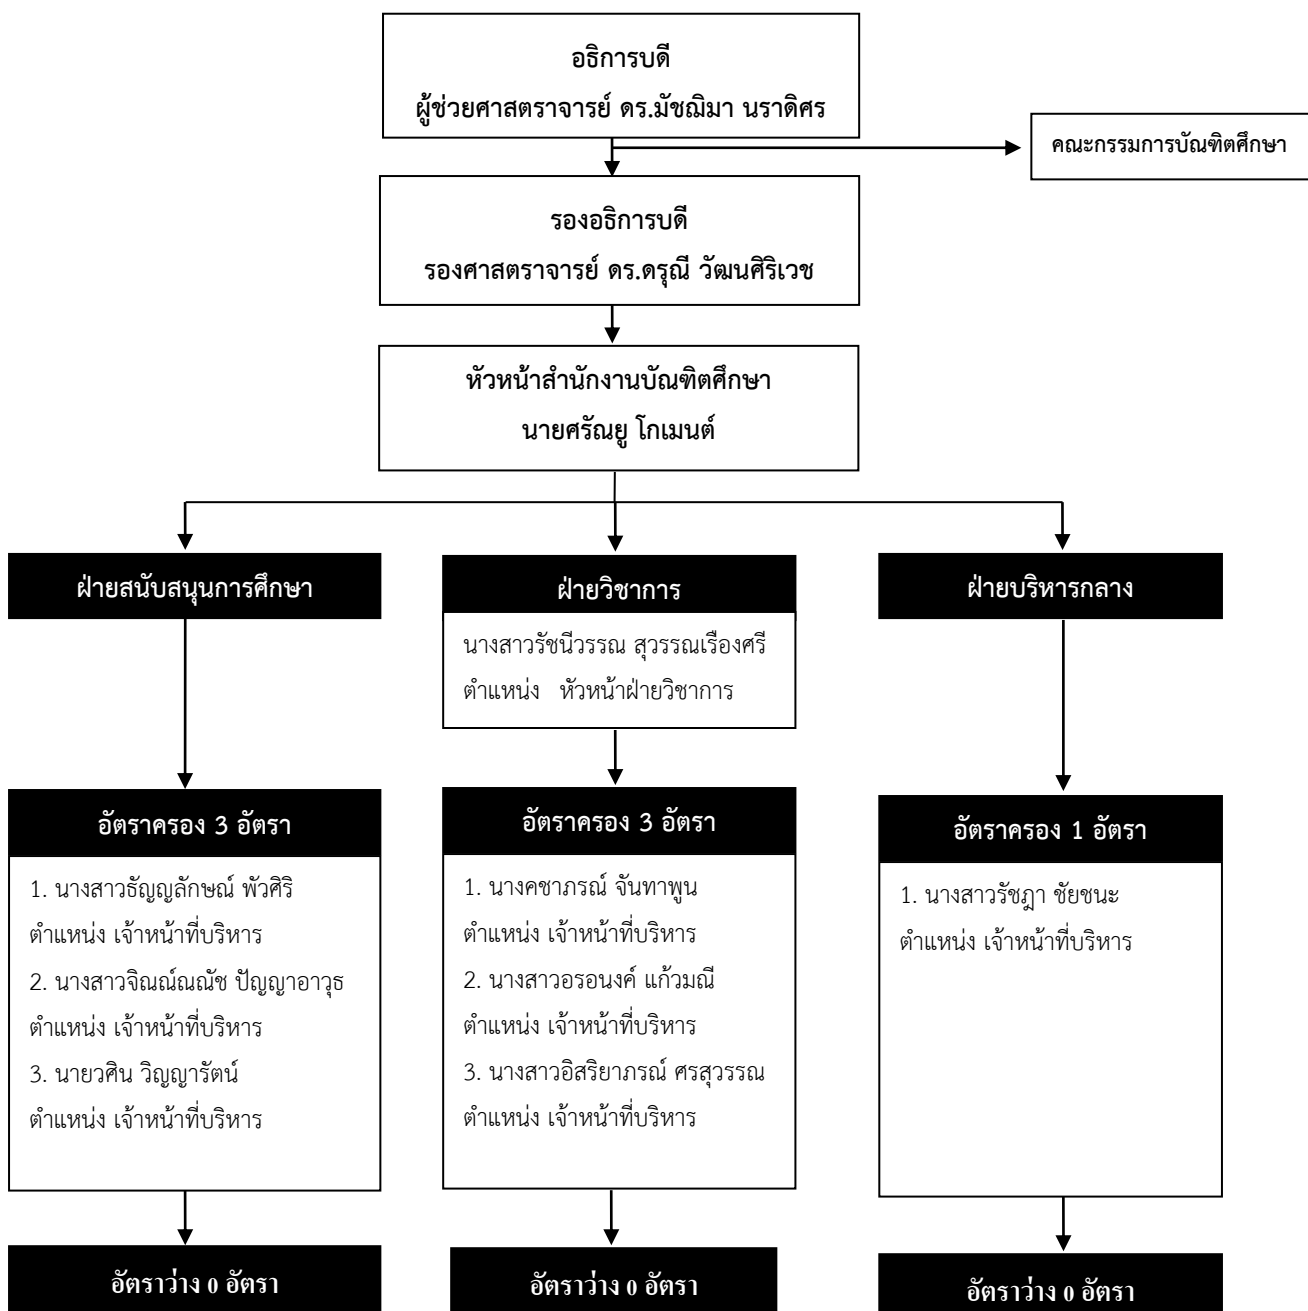 อธิการบดี
ผู้ช่วยศาสตราจารย์ ดร.มัชฌิมา นราดิศร
คณะกรรมการบัณฑิตศึกษา
รองอธิการบดี
รองศาสตราจารย์ ดร.ดรุณี วัฒนศิริเวช
หัวหน้าสำนักงานบัณฑิตศึกษา
นายศรัณยู โกเมนต์
ฝ่ายสนับสนุนการศึกษา
อัตราครอง 3 อัตรา
1. นางสาวธัญญลักษณ์ พัวศิริ
ตำแหน่ง เจ้าหน้าที่บริหาร
2. นางสาวจิณณ์ณณัช ปัญญาอาวุธ
ตำแหน่ง เจ้าหน้าที่บริหาร
3. นายวศิน วิญญารัตน์
ตำแหน่ง เจ้าหน้าที่บริหาร
อัตราว่าง 0 อัตรา
ฝ่ายวิชาการ
นางสาวรัชนีวรรณ สุวรรณเรืองศรี
ตำแหน่ง หัวหน้าฝ่ายวิชาการ
อัตราครอง 3 อัตรา
1. นางคชาภรณ์ จันทาพูน
ตำแหน่ง เจ้าหน้าที่บริหาร
2. นางสาวอรอนงค์ แก้วมณี
ตำแหน่ง เจ้าหน้าที่บริหาร
3. นางสาวอิสริยาภรณ์ ศรสุวรรณ
ตำแหน่ง เจ้าหน้าที่บริหาร
อัตราว่าง 0 อัตรา
ฝ่ายบริหารกลาง
อัตราครอง 1 อัตรา
1. นางสาวรัชฎา ชัยชนะ
ตำแหน่ง เจ้าหน้าที่บริหาร
อัตราว่าง 0 อัตรา